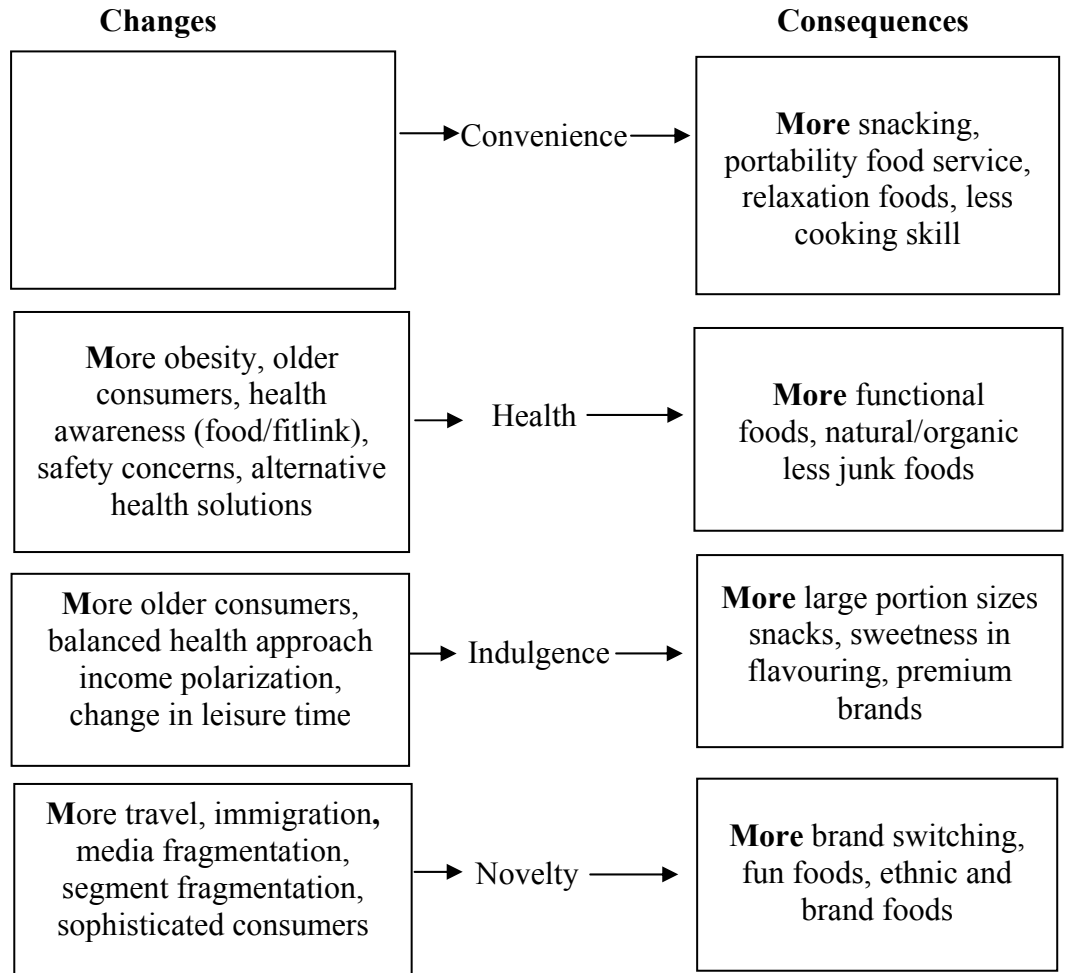 Changes
Consequences
Convenience
More snacking,
portability food service,
relaxation foods, less
cooking skill
More obesity, older
consumers, health
awareness (food/fitlink),
safety concerns, alternative
health solutions
Health
More functional
foods, natural/organic
less junk foods
More older consumers,
balanced health approach
income polarization,
change in leisure time
Indulgence
More large portion sizes
snacks, sweetness in
flavouring, premium
brands
More travel, immigration,
media fragmentation,
segment fragmentation,
sophisticated consumers
Novelty
More brand switching,
fun foods, ethnic and
brand foods